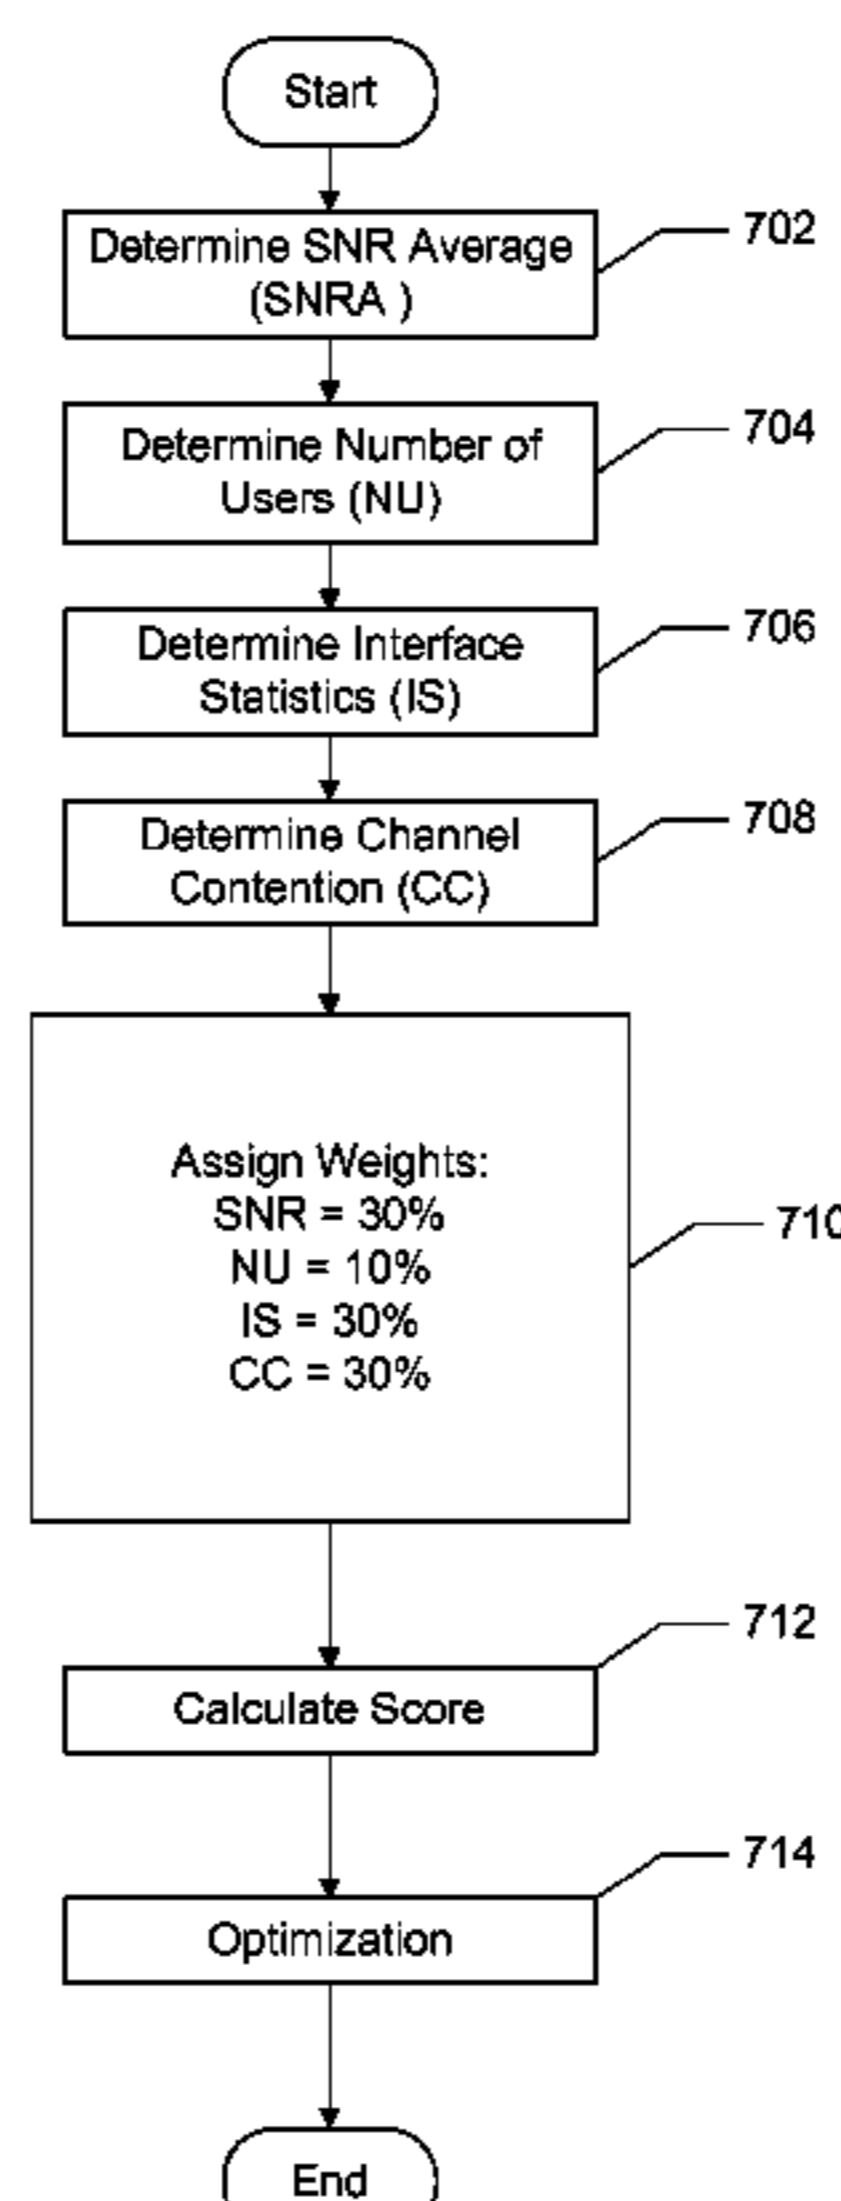 Start
Determine SNR Average
(SNRA )
702
Determine Number of
Users (NU)
704
Determine Interface
Statistics (IS)
706
Determine Channel
Contention (CC)
708
Assign Weights:
SNR = 30%
NU = 10%
IS = 30%
CC = 30%
710
Calculate Score
712
Optimization
714
End